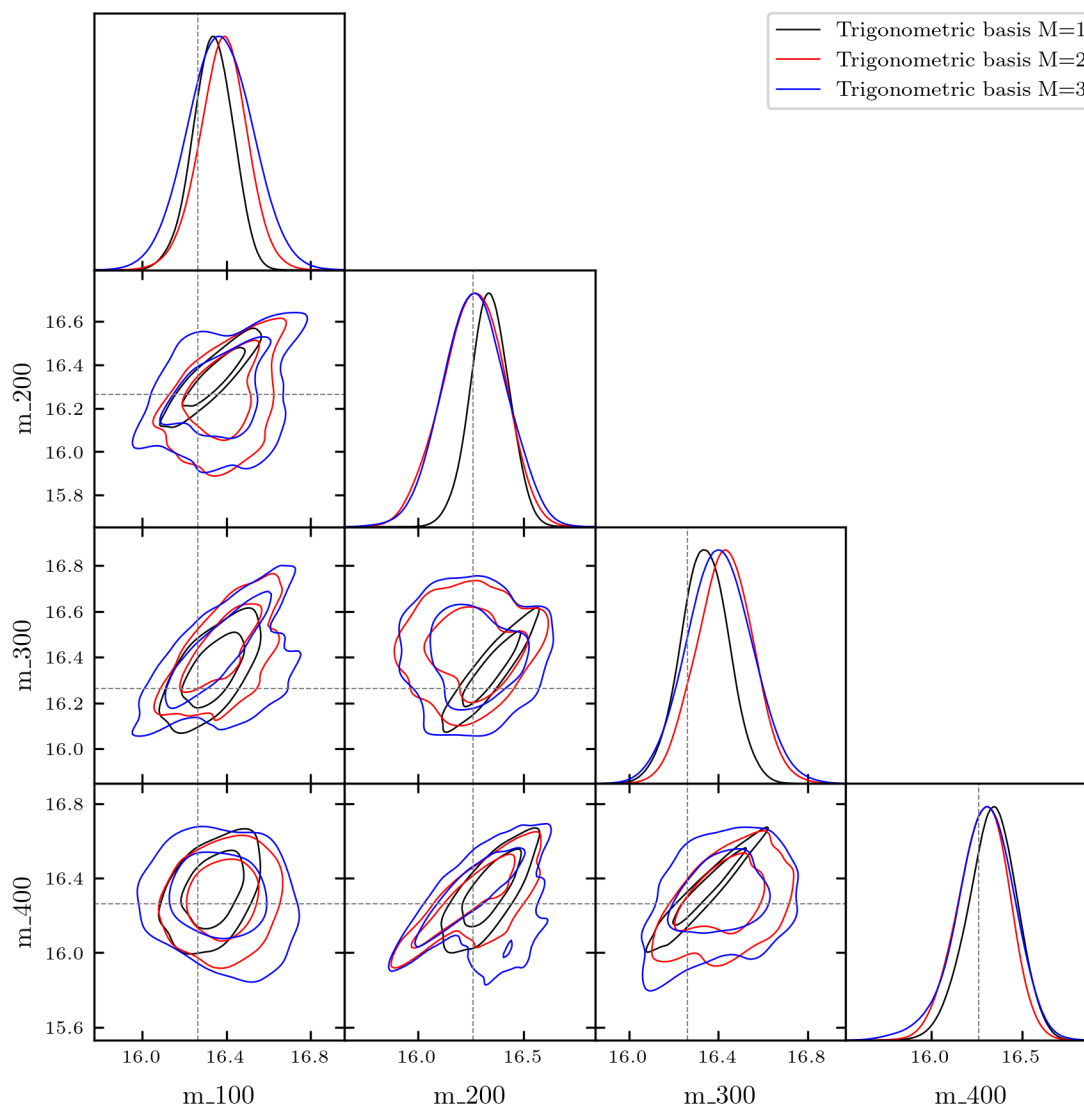 Trigonometric basis M=1
Trigonometric basis M=2
Trigonometric basis M=3
m_200
16.6
16.4
16.2
16.0
15.8
m_300
16.8
16.6
16.4
16.2
16.0
m_400
16.8
16.4
16.0
15.6
16.0 16.4 16.8 16.0 16.5 16.0 16.4 16.8 16.0 16.5
m_100 m_200 m_300 m_400